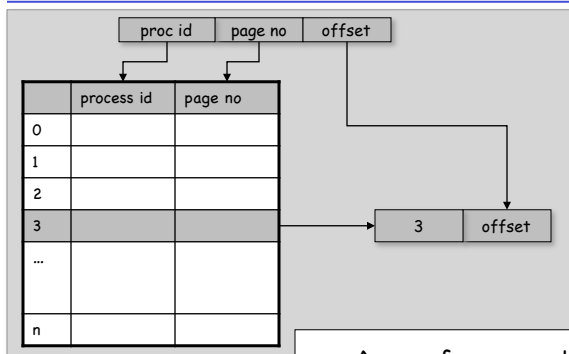 proc id page no offset
process id page no
0
1
2
3
3 offset
...
n